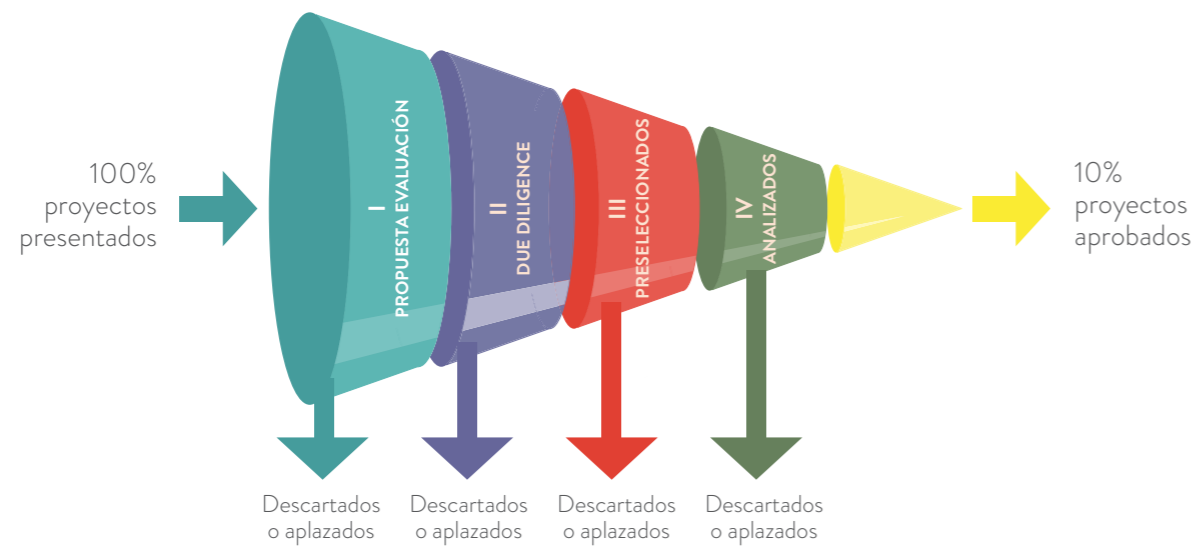 100%
proyectos
presentados
I
PROPUESTA EVALUACIÓN
II
DUE DILIGENCE
III
PRESELECCIONADOS
IV
ANALIZADOS
10%
proyectos
aprobados
Descartados
o aplazados
Descartados
o aplazados
Descartados
o aplazados
Descartados
o aplazados